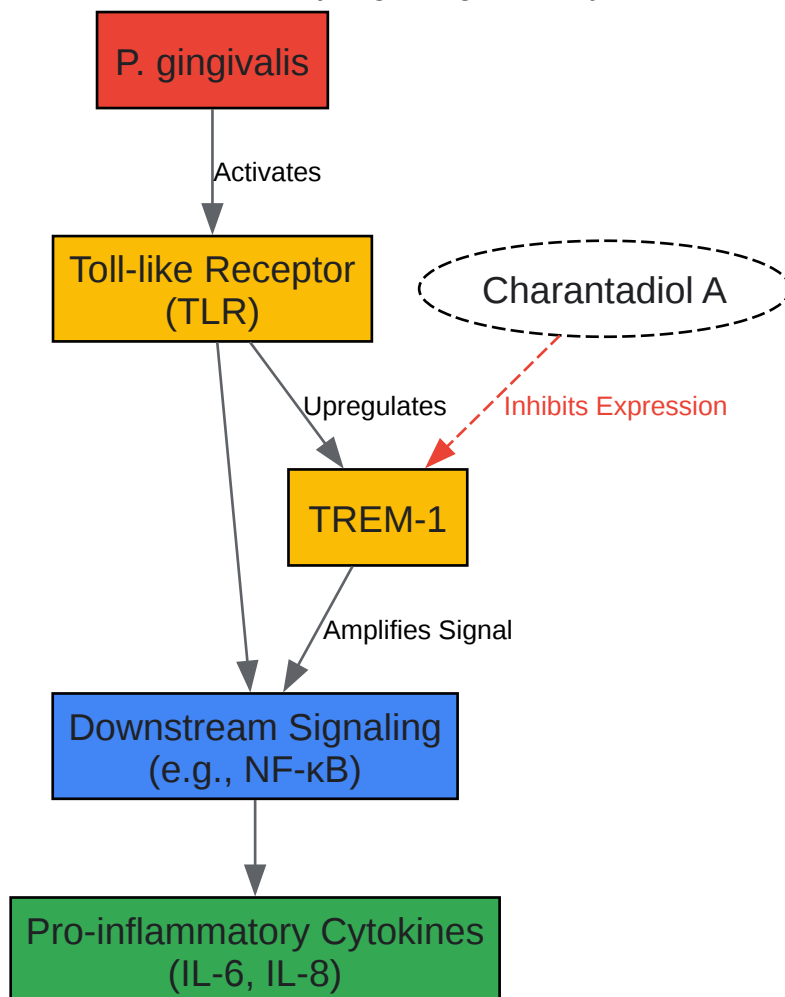 P. gingivalis
Activates
Toll-like Receptor
(TLR)
Charantadiol A
Upregulates
Inhibits Expression
TREM-1
Amplifies Signal
Downstream Signaling
(e.g., NF-κB)
Pro-inflammatory Cytokines
(IL-6, IL-8)